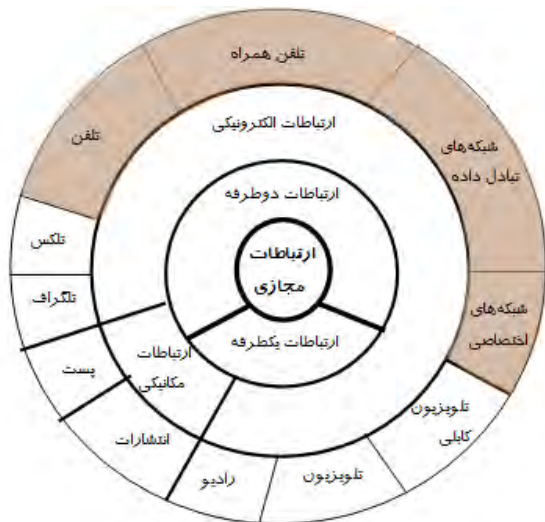 تلفن همراه
تلفن
شبکه‌های
تبادل داده
ارتباطات الکترونیکی
ارتباطات دوطرفه
تلکس
ارتباطات
مجازی
تلگراف
شبکه‌های
اختصاصی
ارتباطات یکطرفه
ارتباطات
مکانیکی
پست
تلویزیون
کابلی
انتشارات
رادیو
تلویزیون